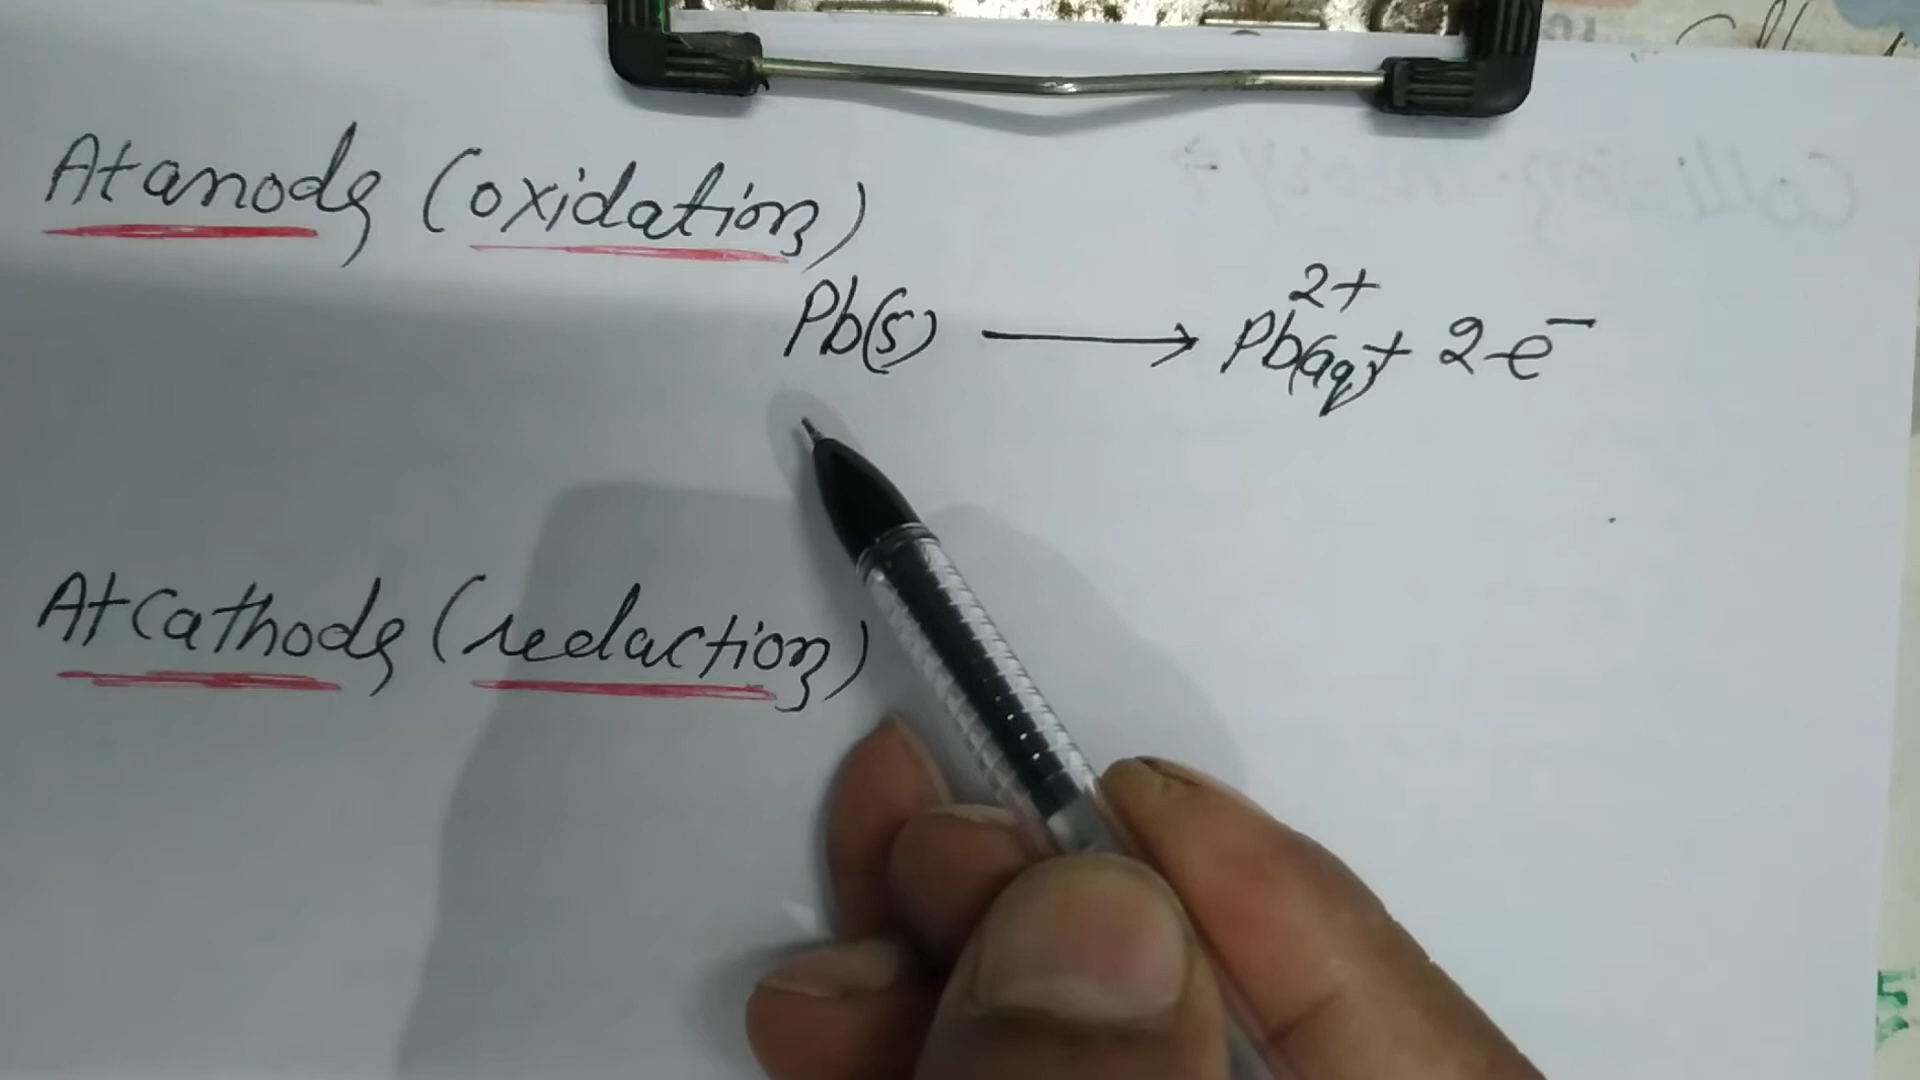 At anode (oxidation)
Pb(s) ⟶ Pb²⁺(aq) + 2e⁻
At Cathode (reduction)